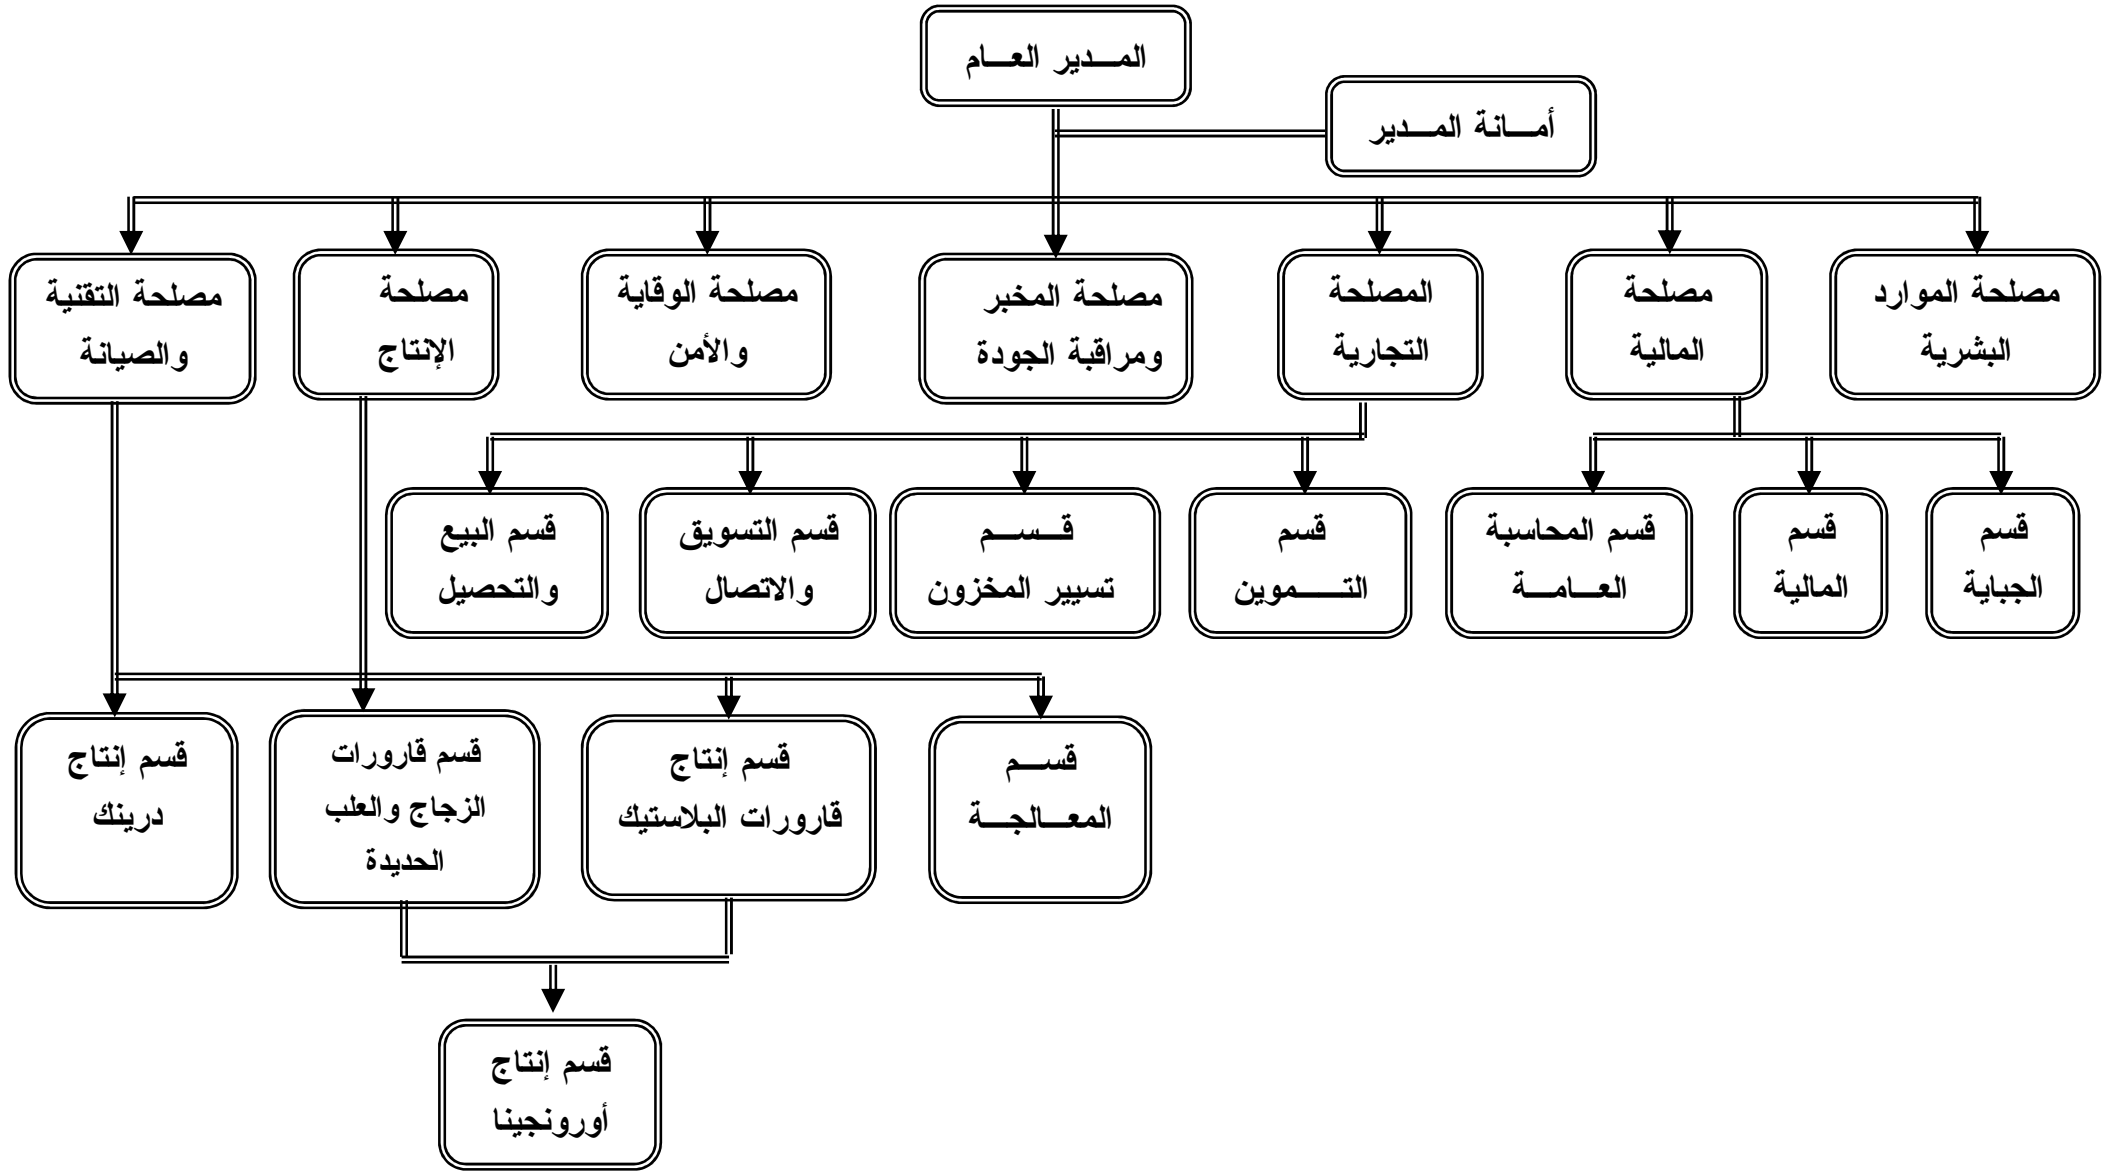 المـــدير العـــام
أمـــانة المـــدير
مصلحة الموارد
البشرية
مصلحة
المالية
المصلحة
التجارية
مصلحة المخبر
ومراقبة الجودة
مصلحة الوقاية
والأمن
مصلحة
الإنتاج
مصلحة التقنية
والصيانة
قسم
الجباية
قسم
المالية
قسم المحاسبة
العـــامـــة
قسم
التـــــموين
قـــســـم
تسيير المخزون
قسم التسويق
والاتصال
قسم البيع
والتحصيل
قســـم
المعـــالجـــة
قسم إنتاج
قارورات البلاستيك
قسم قارورات
الزجاج والعلب
الحديدة
قسم إنتاج
درينك
قسم إنتاج
أورونجينا